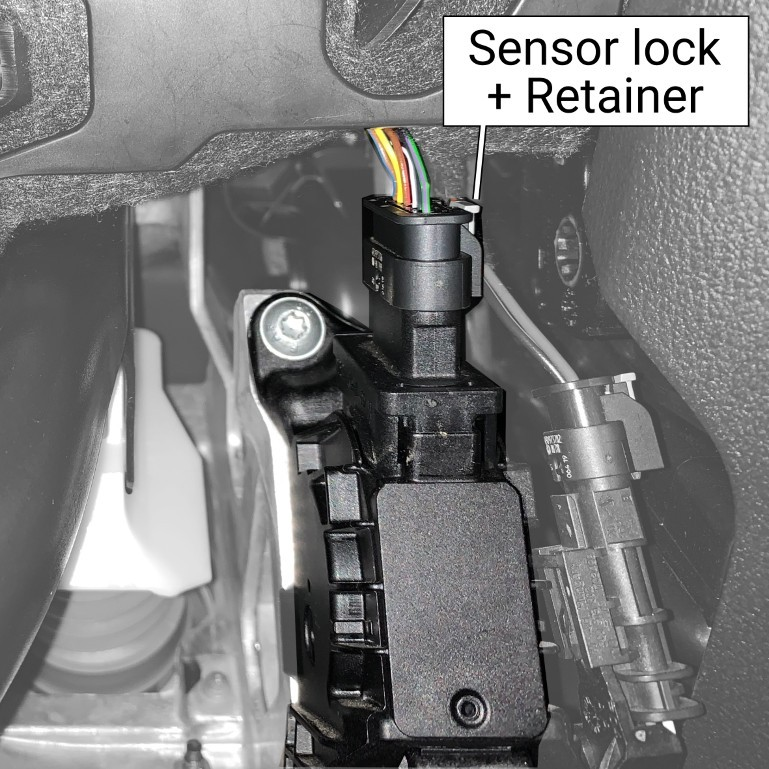 Sensor lock
+ Retainer